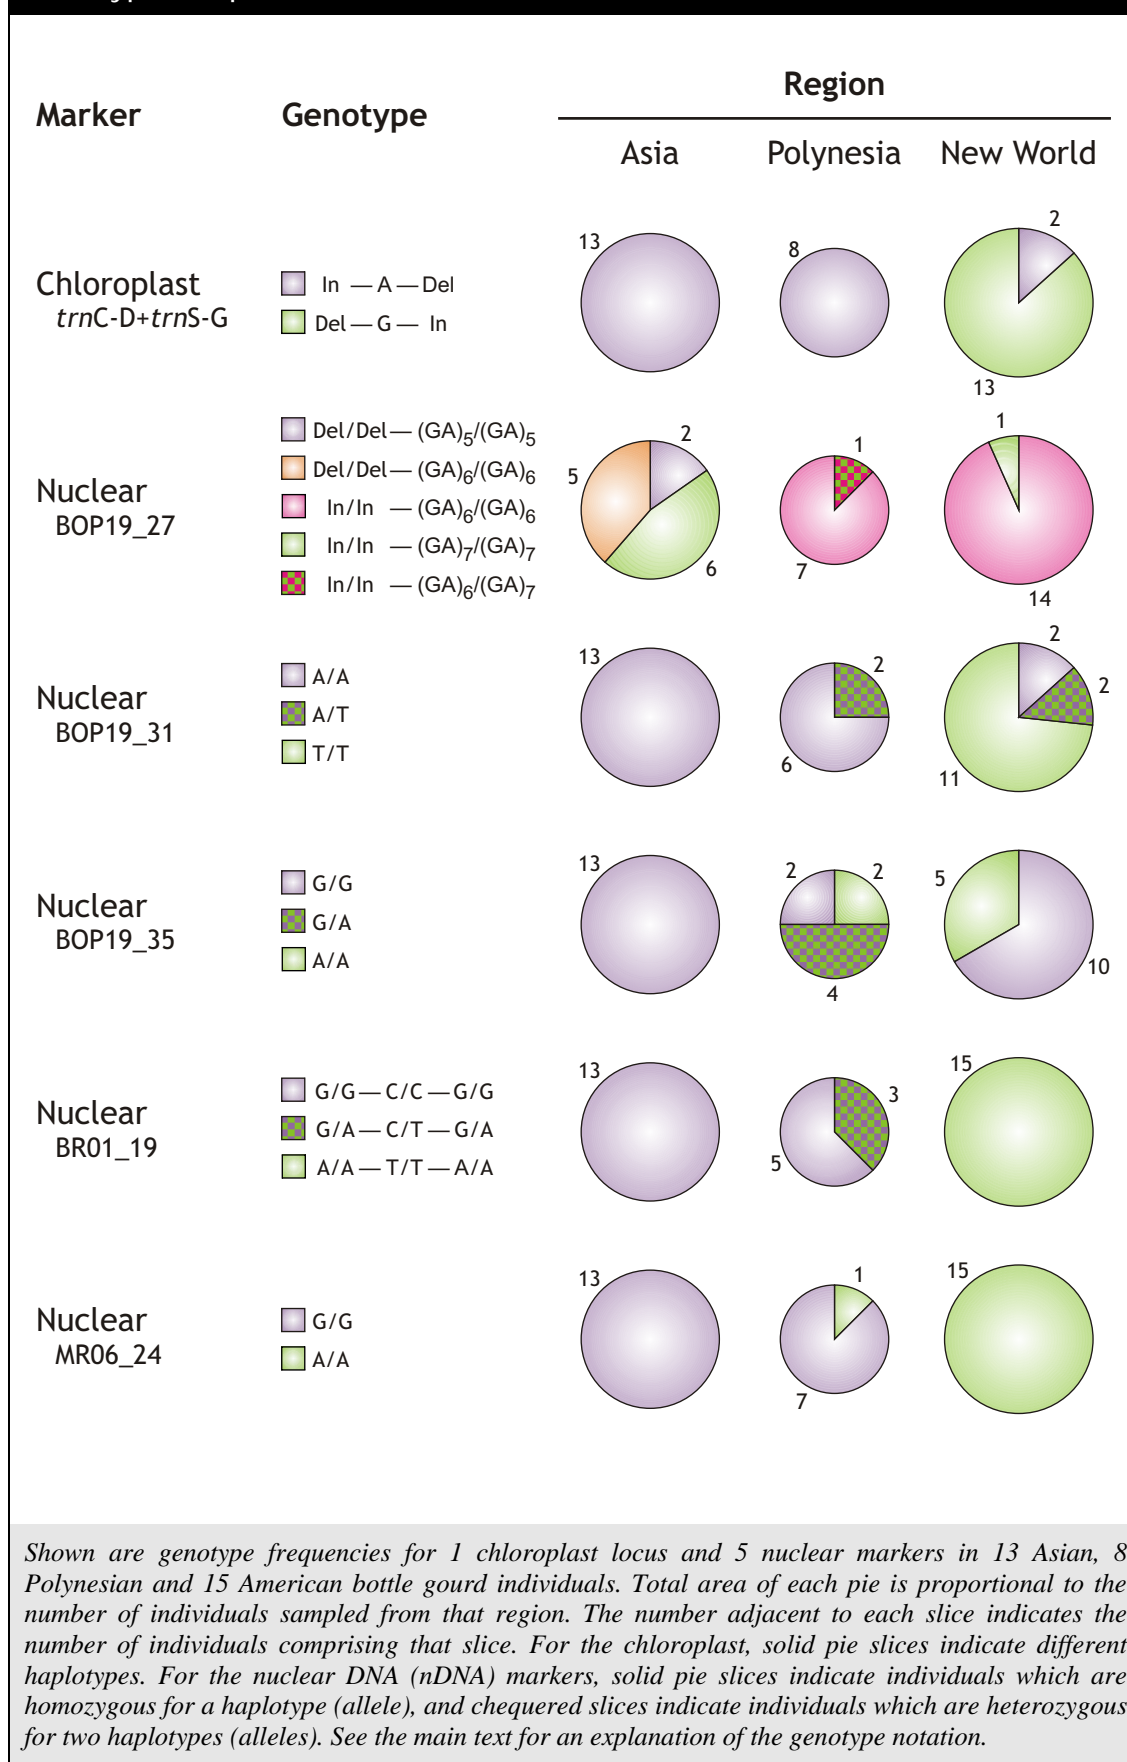 Region
Marker
Genotype
Asia
Polynesia
New World
Chloroplast
trnC-D+trnS-G
In — A — Del
Del — G — In
13
8
2
13
Nuclear
BOP19_27
Del/Del — (GA)5/(GA)5
Del/Del — (GA)6/(GA)6
In/In — (GA)6/(GA)6
In/In — (GA)7/(GA)7
In/In — (GA)6/(GA)7
2
5
6
1
7
1
14
Nuclear
BOP19_31
A/A
A/T
T/T
13
2
6
2
2
11
Nuclear
BOP19_35
G/G
G/A
A/A
13
2
2
4
5
10
Nuclear
BR01_19
G/G — C/C — G/G
G/A — C/T — G/A
A/A — T/T — A/A
13
3
5
15
Nuclear
MR06_24
G/G
A/A
13
1
7
15
Shown are genotype frequencies for 1 chloroplast locus and 5 nuclear markers in 13 Asian, 8
Polynesian and 15 American bottle gourd individuals. Total area of each pie is proportional to the
number of individuals sampled from that region. The number adjacent to each slice indicates the
number of individuals comprising that slice. For the chloroplast, solid pie slices indicate different
haplotypes. For the nuclear DNA (nDNA) markers, solid pie slices indicate individuals which are
homozygous for a haplotype (allele), and chequered slices indicate individuals which are heterozygous
for two haplotypes (alleles). See the main text for an explanation of the genotype notation.